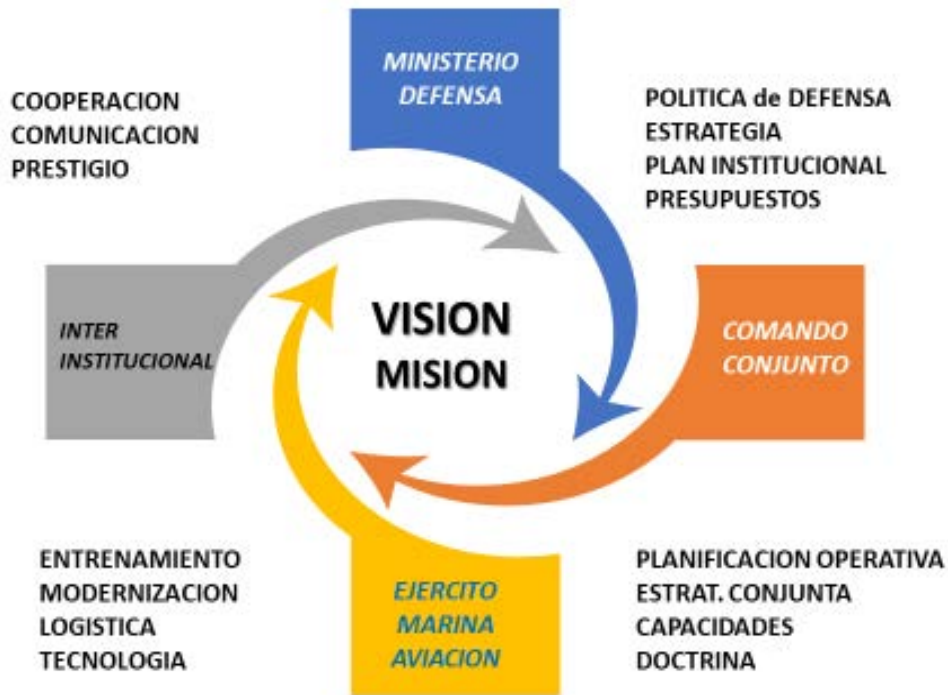 MINISTERIO
DEFENSA
COOPERACION
COMUNICACION
PRESTIGIO
POLITICA de DEFENSA
ESTRATEGIA
PLAN INSTITUCIONAL
PRESUPUESTOS
INTER
INSTITUCIONAL
VISION
MISION
COMANDO
CONJUNTO
ENTRENAMIENTO
MODERNIZACION
LOGISTICA
TECNOLOGIA
EJERCITO
MARINA
AVIACION
PLANIFICACION OPERATIVA
ESTRAT. CONJUNTA
CAPACIDADES
DOCTRINA